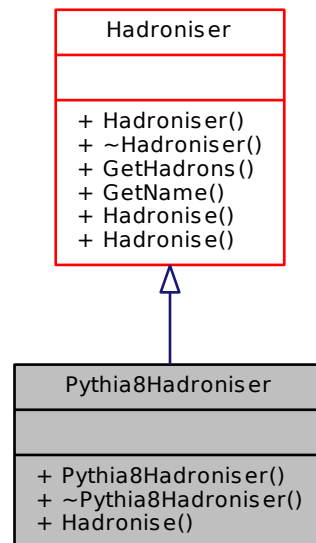 Hadroniser
+ Hadroniser()
+ ~Hadroniser()
+ GetHadrons()
+ GetName()
+ Hadronise()
+ Hadronise()
Pythia8Hadroniser
+ Pythia8Hadroniser()
+ ~Pythia8Hadroniser()
+ Hadronise()